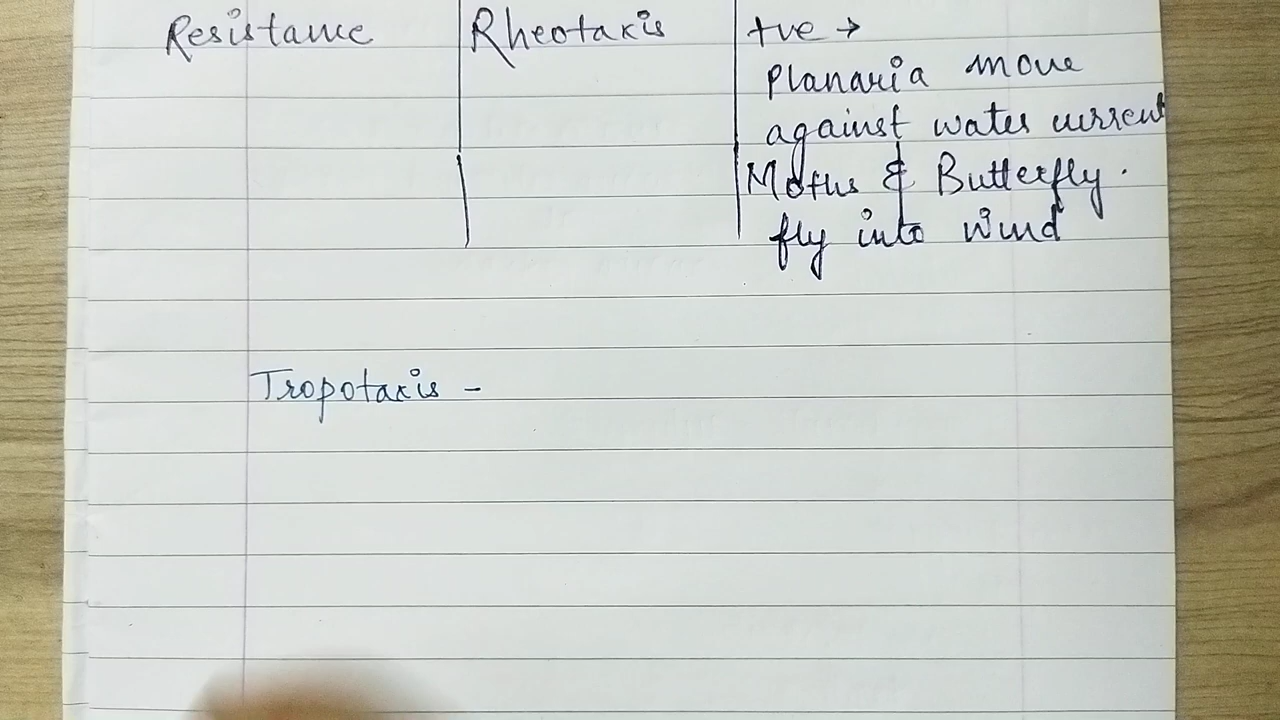 Resistance Rheotaxis +ve →
Planaria move
against water current
Moths & Butterfly.
fly into wind
Tropotaxis -